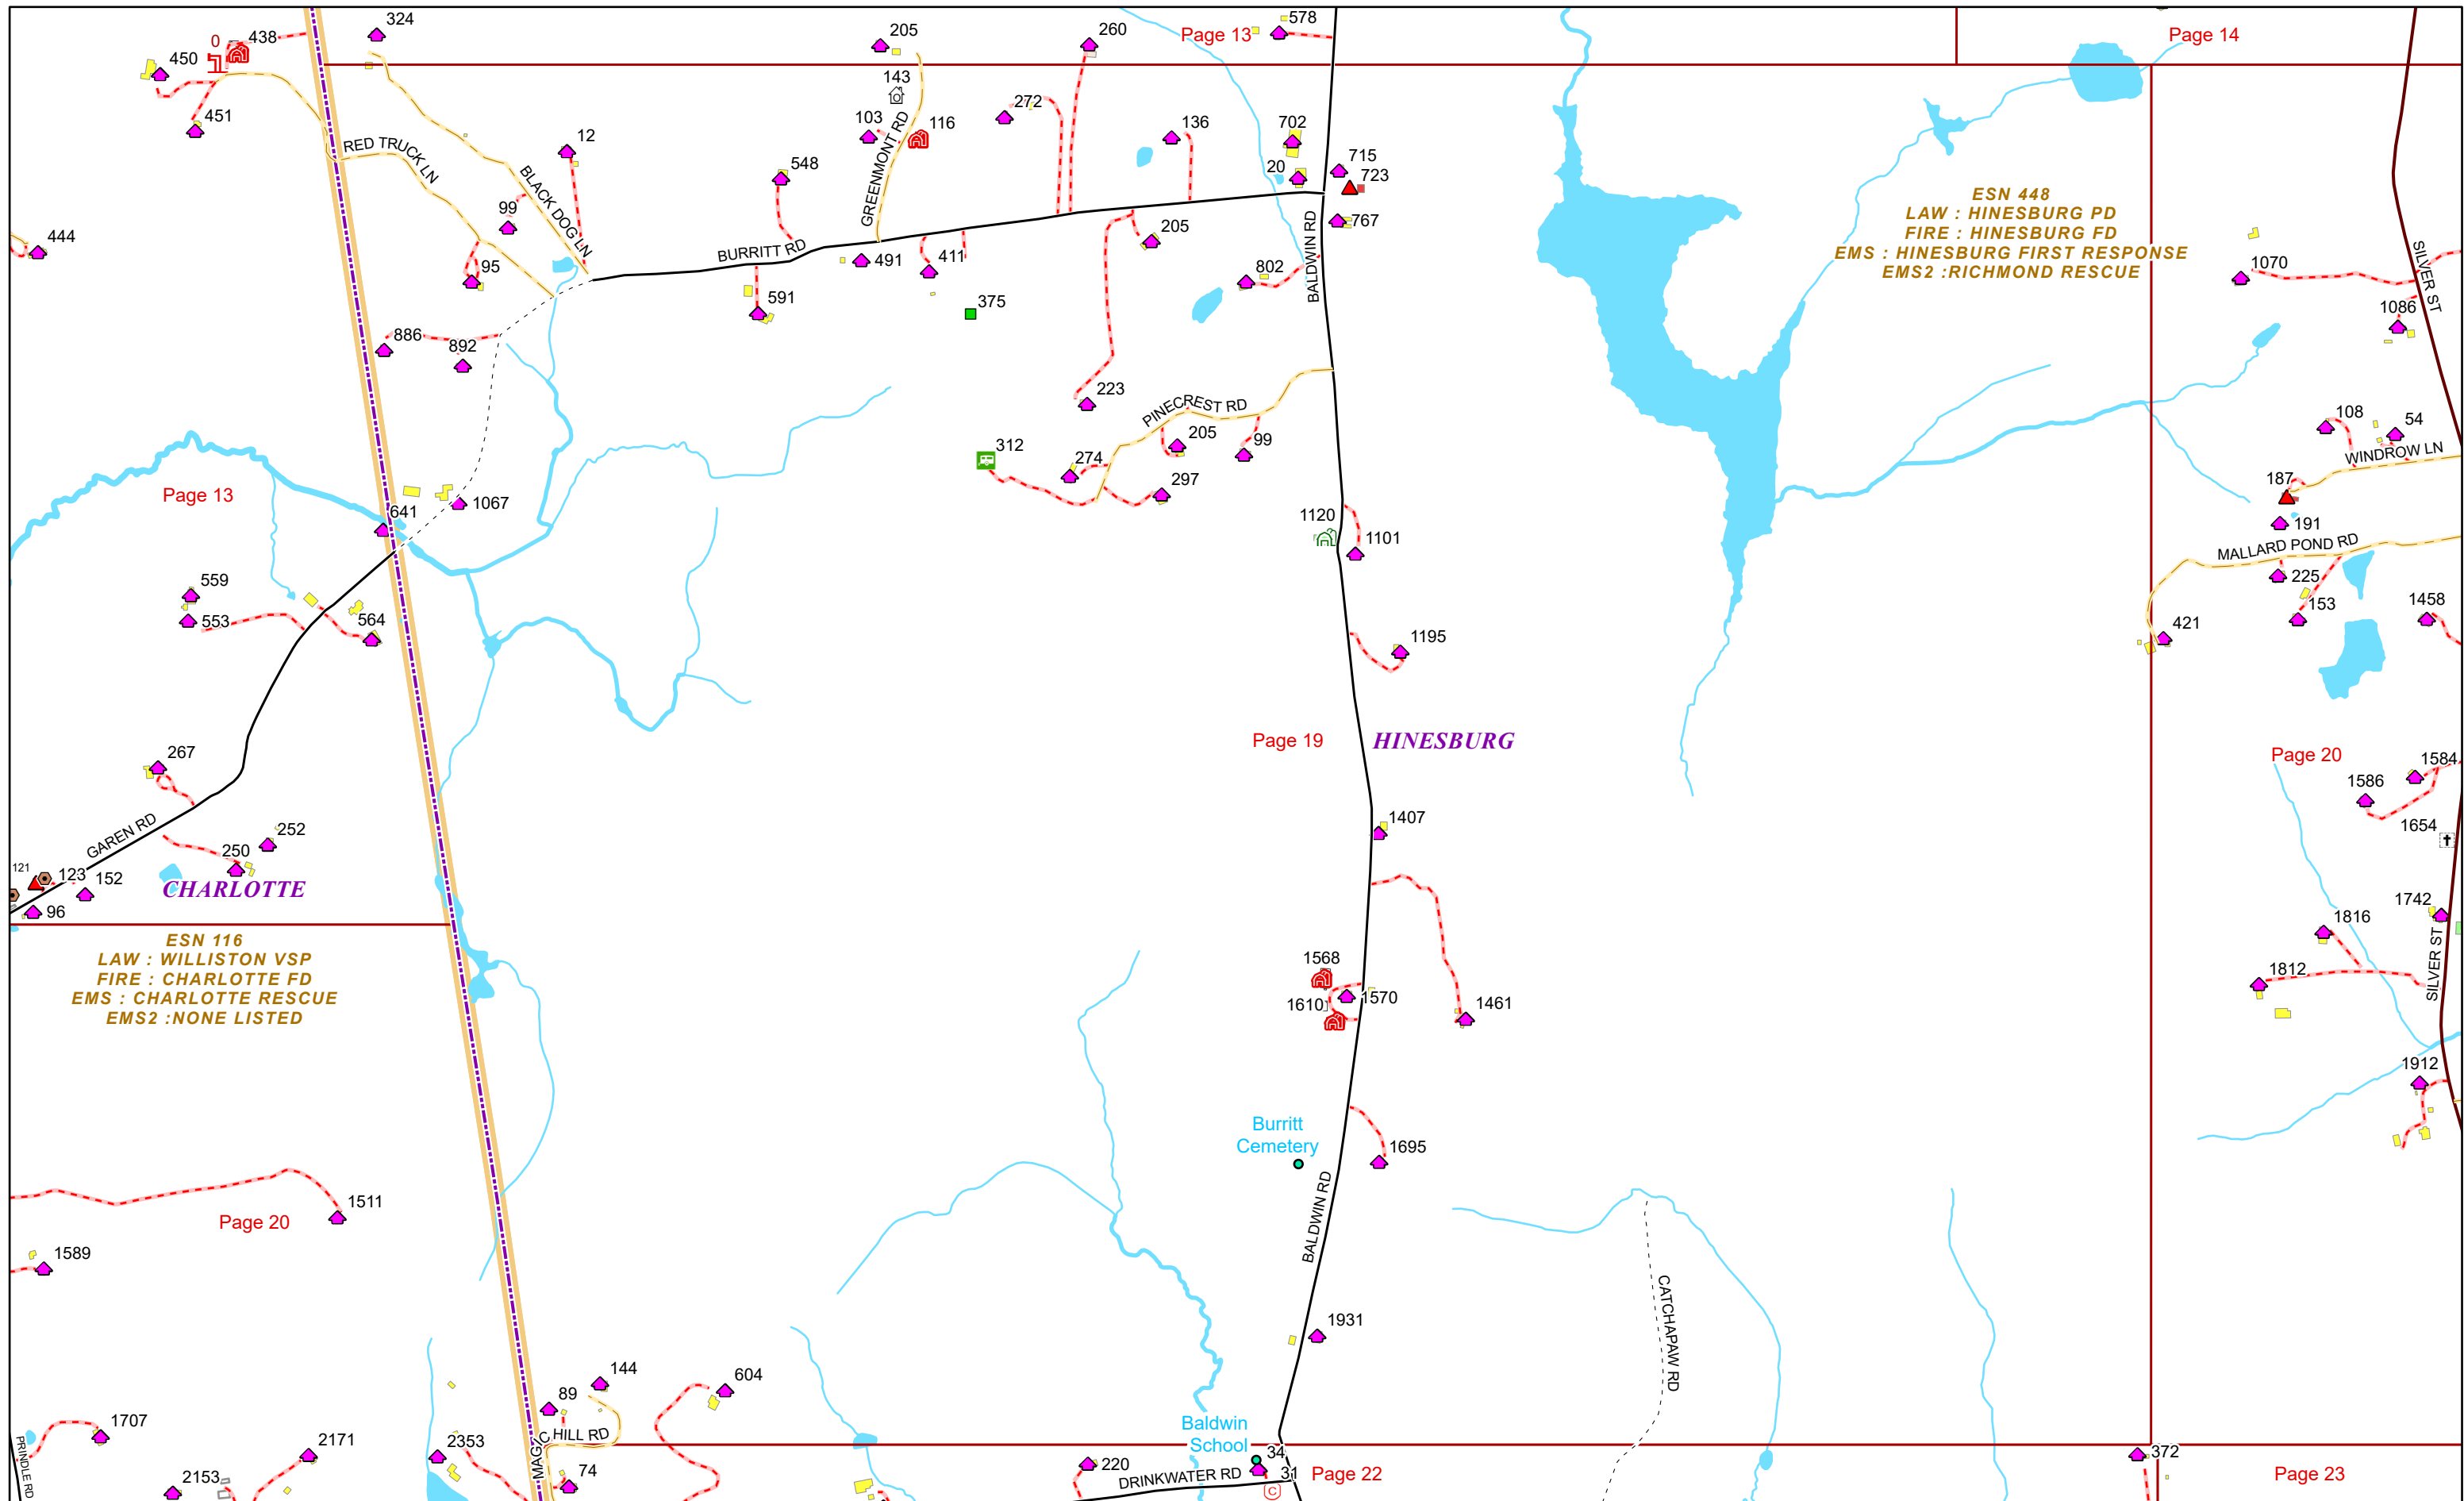 324
0
438
450
451
205
260
Page 13
578
Page 14
143
103
116
GREENMONT RD
272
136
702
20
715
723
767
RED TRUCK LN
12
BLACK DOG LN
99
95
548
444
BURRITT RD
491
411
591
375
205
802
BALDWIN RD
ESN 448
LAW : HINESBURG PD
FIRE : HINESBURG FD
EMS : HINESBURG FIRST RESPONSE
EMS2 :RICHMOND RESCUE
SILVER ST
1070
1086
886
892
223
PINECREST RD
205
99
312
274
297
108
54
WINDROW LN
187
191
MALLARD POND RD
225
153
1458
421
Page 13
641
1067
1120
1101
559
553
564
1195
Page 19
HINESBURG
267
Page 20
1584
1586
1654
GAREN RD
252
250
1407
121
123
152
96
CHARLOTTE
ESN 116
LAW : WILLISTON VSP
FIRE : CHARLOTTE FD
EMS : CHARLOTTE RESCUE
EMS2 :NONE LISTED
1742
1816
1812
SILVER ST
1568
1570
1610
1461
1912
Burritt
Cemetery
1695
BALDWIN RD
1511
Page 20
1589
CATCHAPAW RD
1931
144
89
604
MAGIC HILL RD
1707
PRINDLE RD
2171
2353
2153
74
Baldwin
School
34
31
220
DRINKWATER RD
C
Page 22
372
Page 23